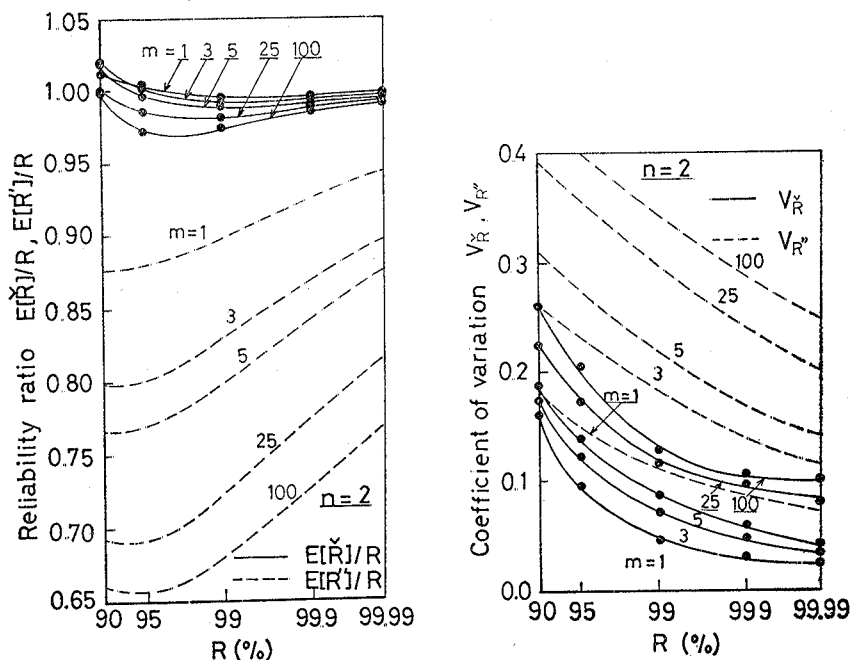 1.05
1.00
0.95
0.90
0.85
0.80
0.75
0.70
0.65
Reliability ratio E[Ř]/R, E[R″]/R
m = 1 3 5 25 100
m=1
3
5
25
100
n=2
E[Ř]/R
E[R″]/R
90 95 99 99.9 99.99
R (%)
0.4
0.3
0.2
0.1
0.0
Coefficient of variation VŘ, VR″
n=2
VŘ
VR″
100
25
5
3
m=1
25 100
5
3
m=1
90 95 99 99.9 99.99
R (%)